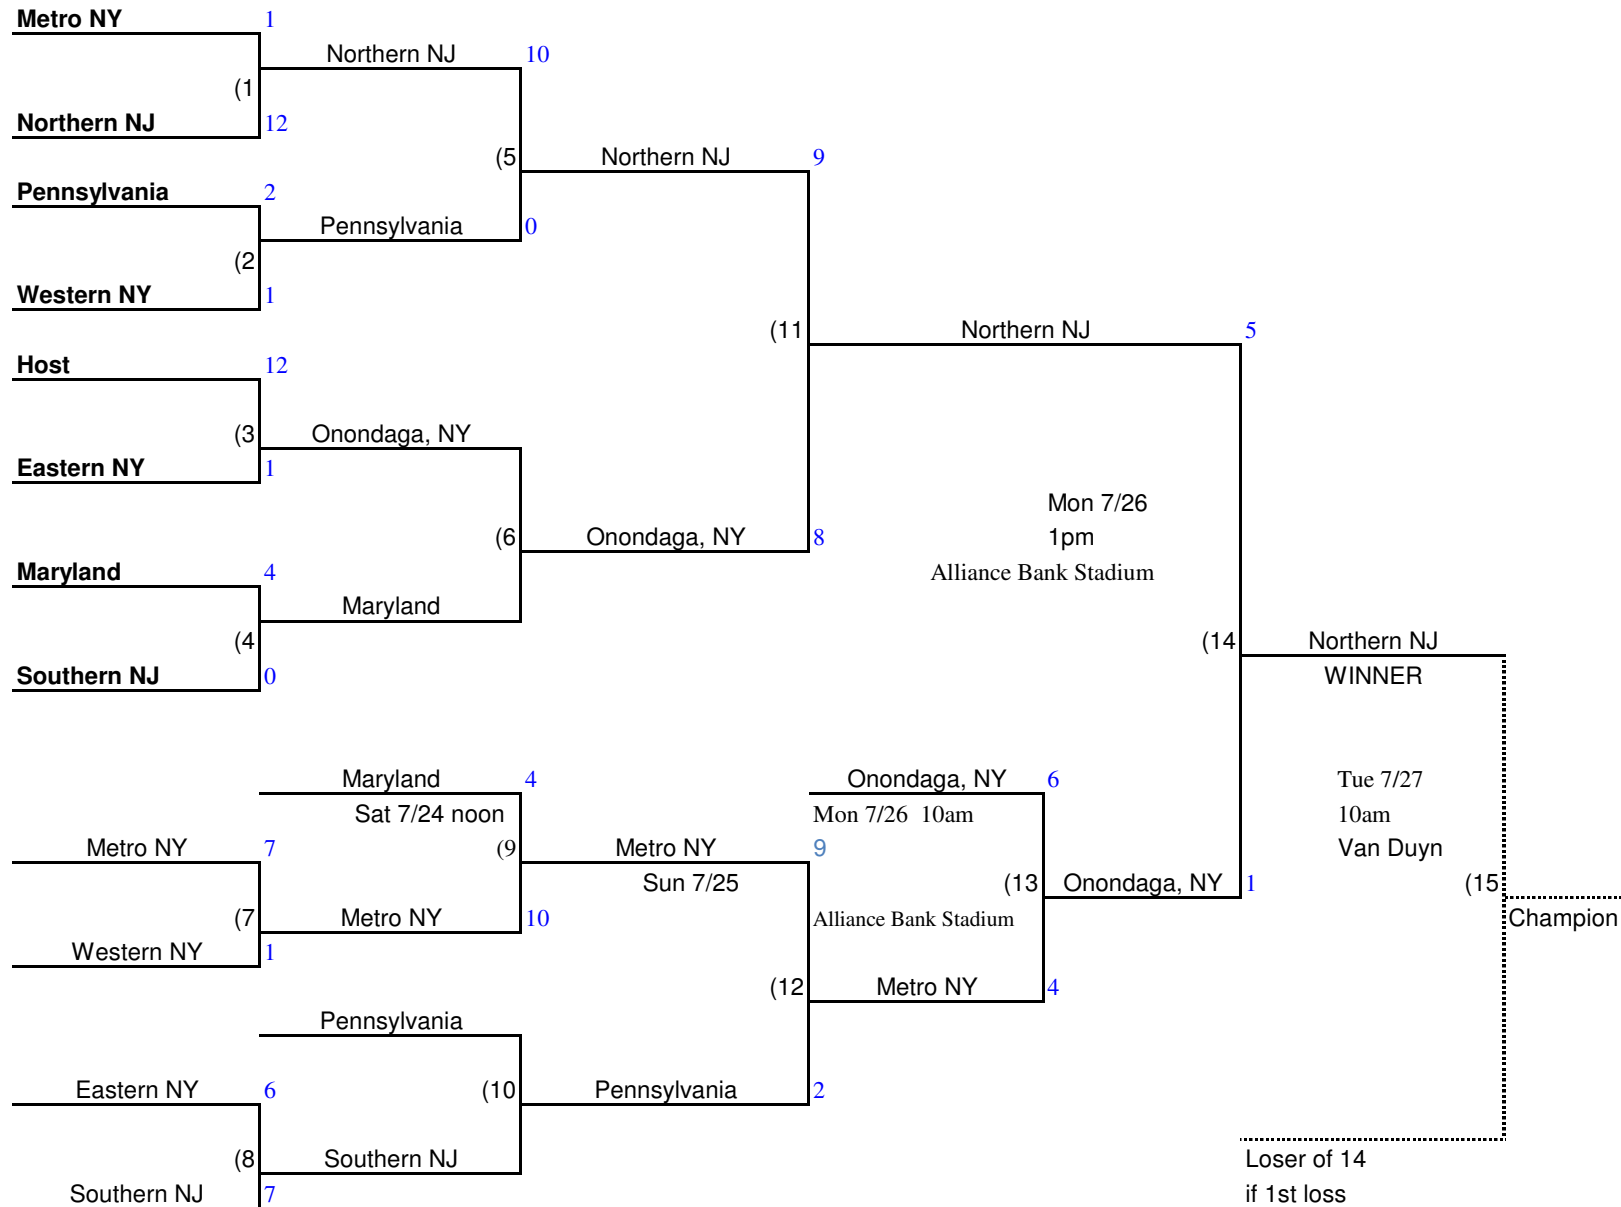 Metro NY 1
Northern NJ 10
(1
Northern NJ 12
(5 Northern NJ 9
Pennsylvania 2
Pennsylvania 0
(2
Western NY 1
(11 Northern NJ 5
Host 12
(3 Onondaga, NY
Eastern NY 1
Mon 7/26
(6 Onondaga, NY 8 1pm
Maryland 4 Alliance Bank Stadium
Maryland
(4 (14 Northern NJ
Southern NJ 0 WINNER
Maryland 4 Onondaga, NY 6 Tue 7/27
Sat 7/24 noon Mon 7/26 10am 10am
Metro NY 7 (9 Metro NY 9 Van Duyn
Sun 7/25 (13 Onondaga, NY 1 (15
(7 Metro NY 10 Alliance Bank Stadium Champion
Western NY 1
(12 Metro NY 4
Pennsylvania
Eastern NY 6 (10 Pennsylvania 2
(8 Southern NJ Loser of 14
Southern NJ 7 if 1st loss